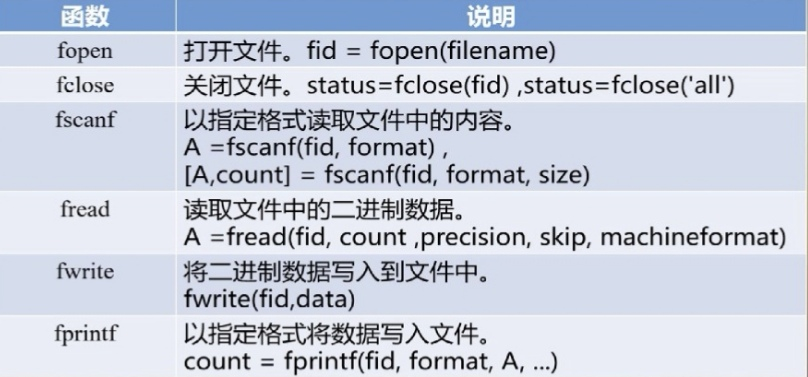 函数 说明
fopen 打开文件。fid = fopen(filename)
fclose 关闭文件。status=fclose(fid) ,status=fclose('all')
fscanf 以指定格式读取文件中的内容。
A =fscanf(fid, format) ,
[A,count] = fscanf(fid, format, size)
fread 读取文件中的二进制数据。
A =fread(fid, count ,precision, skip, machineformat)
fwrite 将二进制数据写入到文件中。
fwrite(fid,data)
fprintf 以指定格式将数据写入文件。
count = fprintf(fid, format, A, ...)